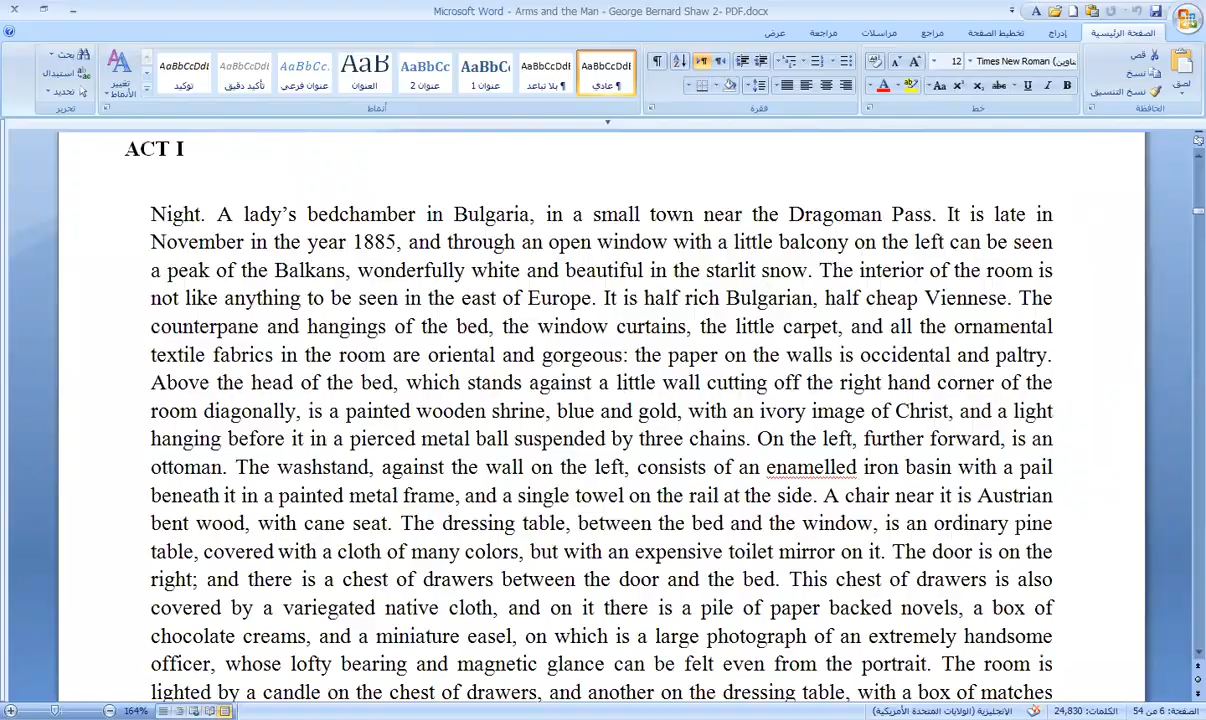 Microsoft Word - Arms and the Man - George Bernard Shaw 2- PDF.docx
الصفحة الرئيسية إدراج تخطيط الصفحة مراجع مراسلات مراجعة عرض
لصق
قص
نسخ
نسخ التنسيق
الحافظة
Times New Roman 12
خط
فقرة
AaBbCcDdI ¶ عادي
AaBbCcDdI ¶ بلا تباعد
AaBbCc عنوان 1
AaBbCc عنوان 2
AaB العنوان
AaBbCc. عنوان فرعي
AaBbCcDdI تأكيد دقيق
AaBbCcDdI توكيد
تغيير الأنماط
أنماط
بحث
استبدال
تحديد
تحرير
ACT I
Night. A lady’s bedchamber in Bulgaria, in a small town near the Dragoman Pass. It is late in
November in the year 1885, and through an open window with a little balcony on the left can be seen
a peak of the Balkans, wonderfully white and beautiful in the starlit snow. The interior of the room is
not like anything to be seen in the east of Europe. It is half rich Bulgarian, half cheap Viennese. The
counterpane and hangings of the bed, the window curtains, the little carpet, and all the ornamental
textile fabrics in the room are oriental and gorgeous: the paper on the walls is occidental and paltry.
Above the head of the bed, which stands against a little wall cutting off the right hand corner of the
room diagonally, is a painted wooden shrine, blue and gold, with an ivory image of Christ, and a light
hanging before it in a pierced metal ball suspended by three chains. On the left, further forward, is an
ottoman. The washstand, against the wall on the left, consists of an enamelled iron basin with a pail
beneath it in a painted metal frame, and a single towel on the rail at the side. A chair near it is Austrian
bent wood, with cane seat. The dressing table, between the bed and the window, is an ordinary pine
table, covered with a cloth of many colors, but with an expensive toilet mirror on it. The door is on the
right; and there is a chest of drawers between the door and the bed. This chest of drawers is also
covered by a variegated native cloth, and on it there is a pile of paper backed novels, a box of
chocolate creams, and a miniature easel, on which is a large photograph of an extremely handsome
officer, whose lofty bearing and magnetic glance can be felt even from the portrait. The room is
lighted by a candle on the chest of drawers, and another on the dressing table, with a box of matches
الصفحة: 6 من 54 الكلمات: 24,830 الإنجليزية (الولايات المتحدة الأمريكية) 164%